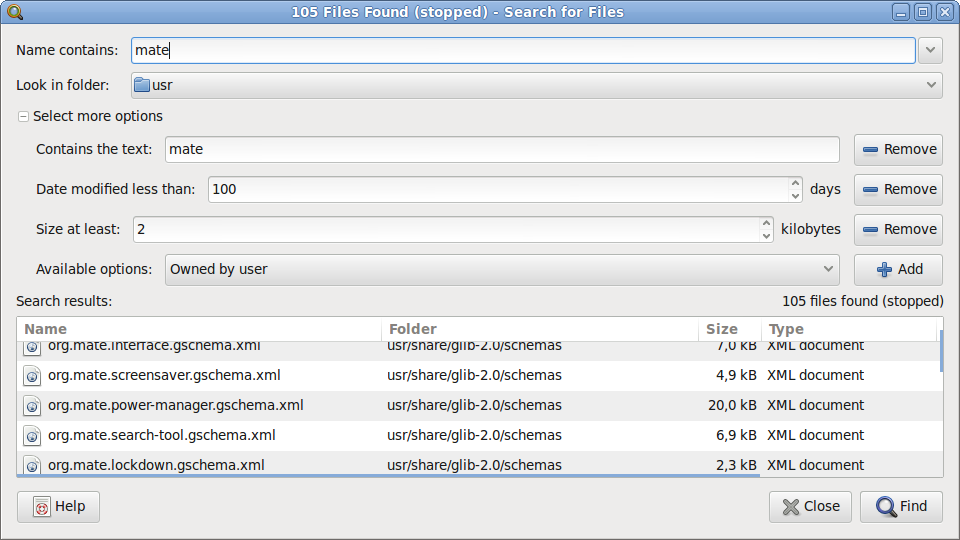 105 Files Found (stopped) - Search for Files
Name contains: mate
Look in folder: usr
Select more options
Contains the text: mate Remove
Date modified less than: 100 days Remove
Size at least: 2 kilobytes Remove
Available options: Owned by user Add
Search results: 105 files found (stopped)
Name Folder Size Type
org.mate.interface.gschema.xml usr/share/glib-2.0/schemas 7,0 kB XML document
org.mate.screensaver.gschema.xml usr/share/glib-2.0/schemas 4,9 kB XML document
org.mate.power-manager.gschema.xml usr/share/glib-2.0/schemas 20,0 kB XML document
org.mate.search-tool.gschema.xml usr/share/glib-2.0/schemas 6,9 kB XML document
org.mate.lockdown.gschema.xml usr/share/glib-2.0/schemas 2,3 kB XML document
Help Close Find